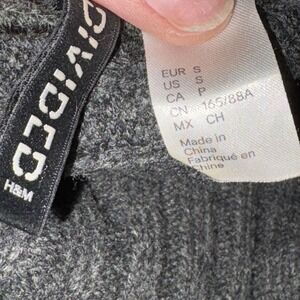 DIVIDED
H&M
EUR S
US S
CA P
CN 165/88A
MX CH
Made in
China
Fabriqué en
Chine